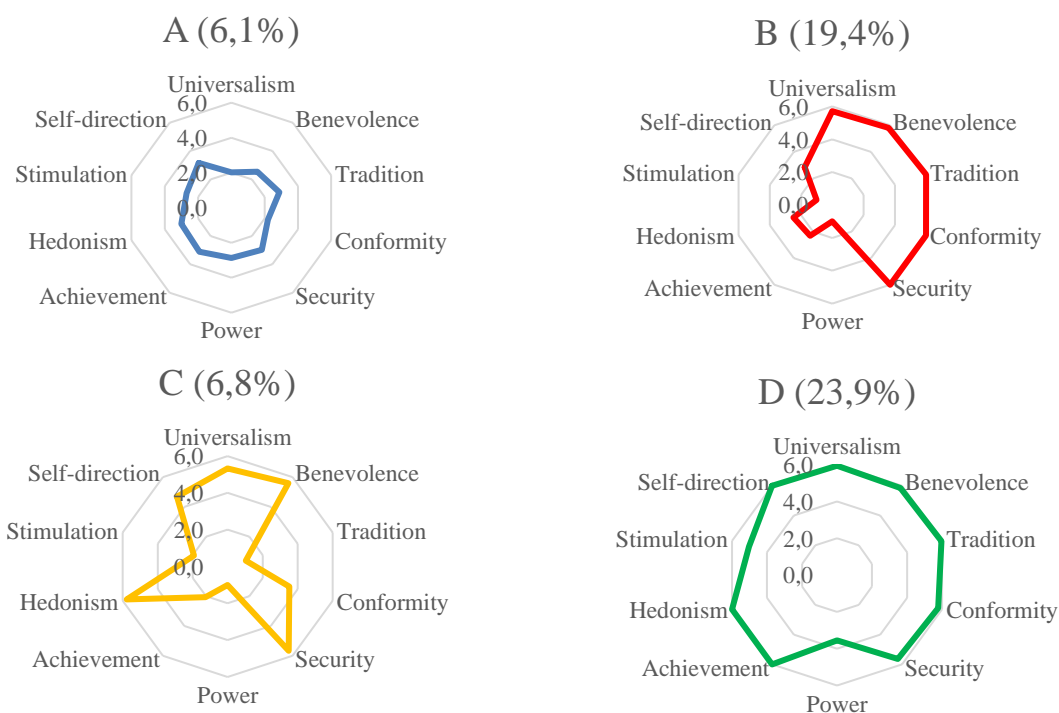 A (6,1%)
Universalism
6,0
Self-direction
Benevolence
4,0
Stimulation
2,0
Tradition
0,0
Hedonism
Conformity
Achievement
Security
Power
B (19,4%)
Universalism
6,0
Self-direction
Benevolence
4,0
Stimulation
2,0
Tradition
0,0
Hedonism
Conformity
Achievement
Security
Power
C (6,8%)
Universalism
6,0
Self-direction
Benevolence
4,0
Stimulation
2,0
Tradition
0,0
Hedonism
Conformity
Achievement
Security
Power
D (23,9%)
Universalism
6,0
Self-direction
Benevolence
4,0
Stimulation
2,0
Tradition
0,0
Hedonism
Conformity
Achievement
Security
Power